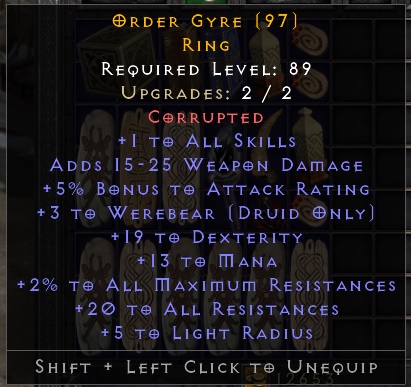 Order Gyre (97)
Ring
Required Level: 89
Upgrades: 2 / 2
Corrupted
+1 to All Skills
Adds 15-25 Weapon Damage
+5% Bonus to Attack Rating
+3 to Werebear (Druid Only)
+19 to Dexterity
+13 to Mana
+2% to All Maximum Resistances
+20 to All Resistances
+5 to Light Radius
Shift + Left Click to Unequip